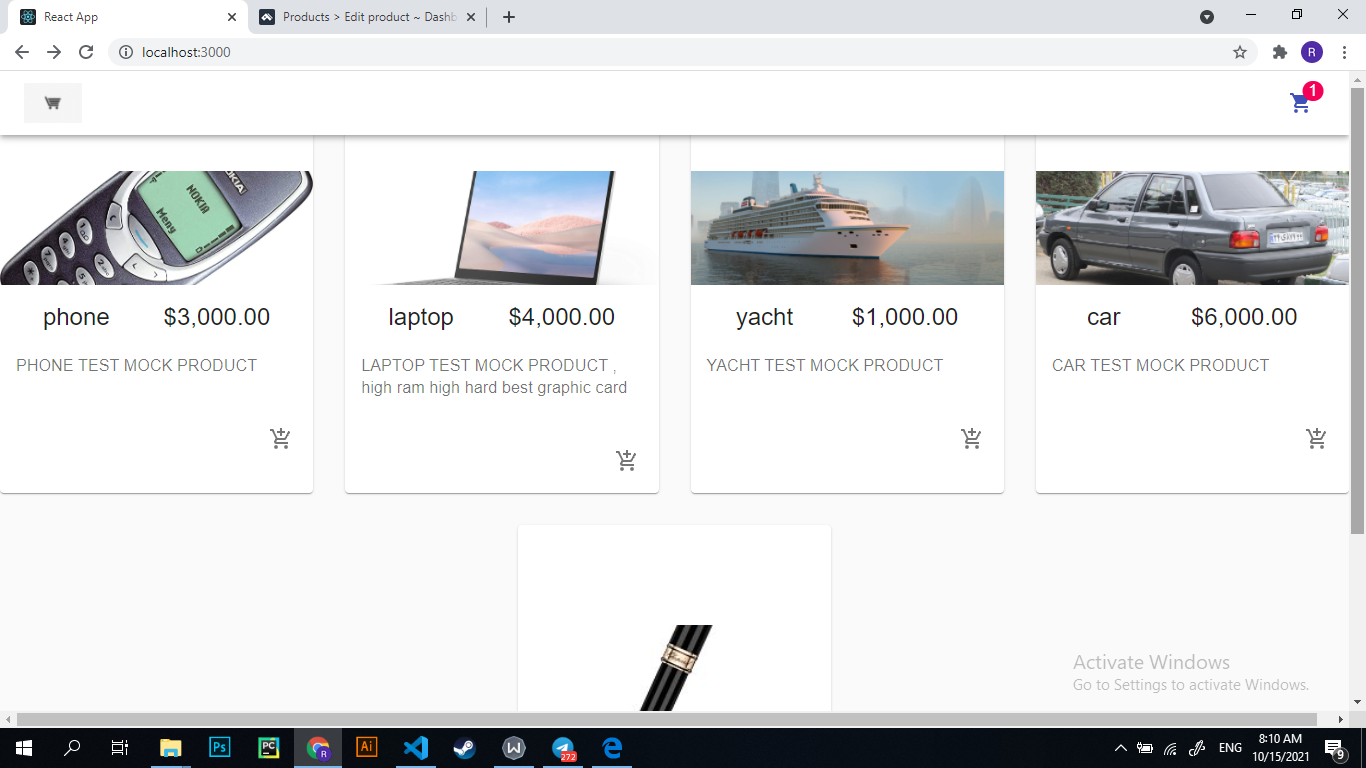 React App
Products > Edit product ~ Dashb
localhost:3000
R
1
NOKIA
NOKIA
Menu
phone $3,000.00
laptop $4,000.00
yacht $1,000.00
car $6,000.00
PHONE TEST MOCK PRODUCT
LAPTOP TEST MOCK PRODUCT ,
high ram high hard best graphic card
YACHT TEST MOCK PRODUCT
CAR TEST MOCK PRODUCT
Activate Windows
Go to Settings to activate Windows.
Ps
PC
R
Ai
W
272
ENG
8:10 AM
10/15/2021
9